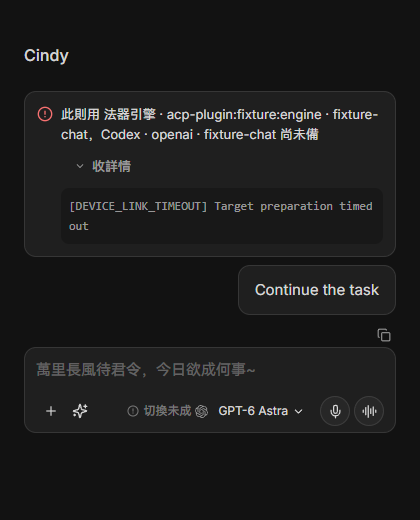 Cindy
此則用 法器引擎 · acp-plugin:fixture:engine · fixture-
chat，Codex · openai · fixture-chat 尚未備
收詳情
[DEVICE_LINK_TIMEOUT] Target preparation timed
out
Continue the task
萬里長風待君令，今日欲成何事~
切換未成 GPT-6 Astra